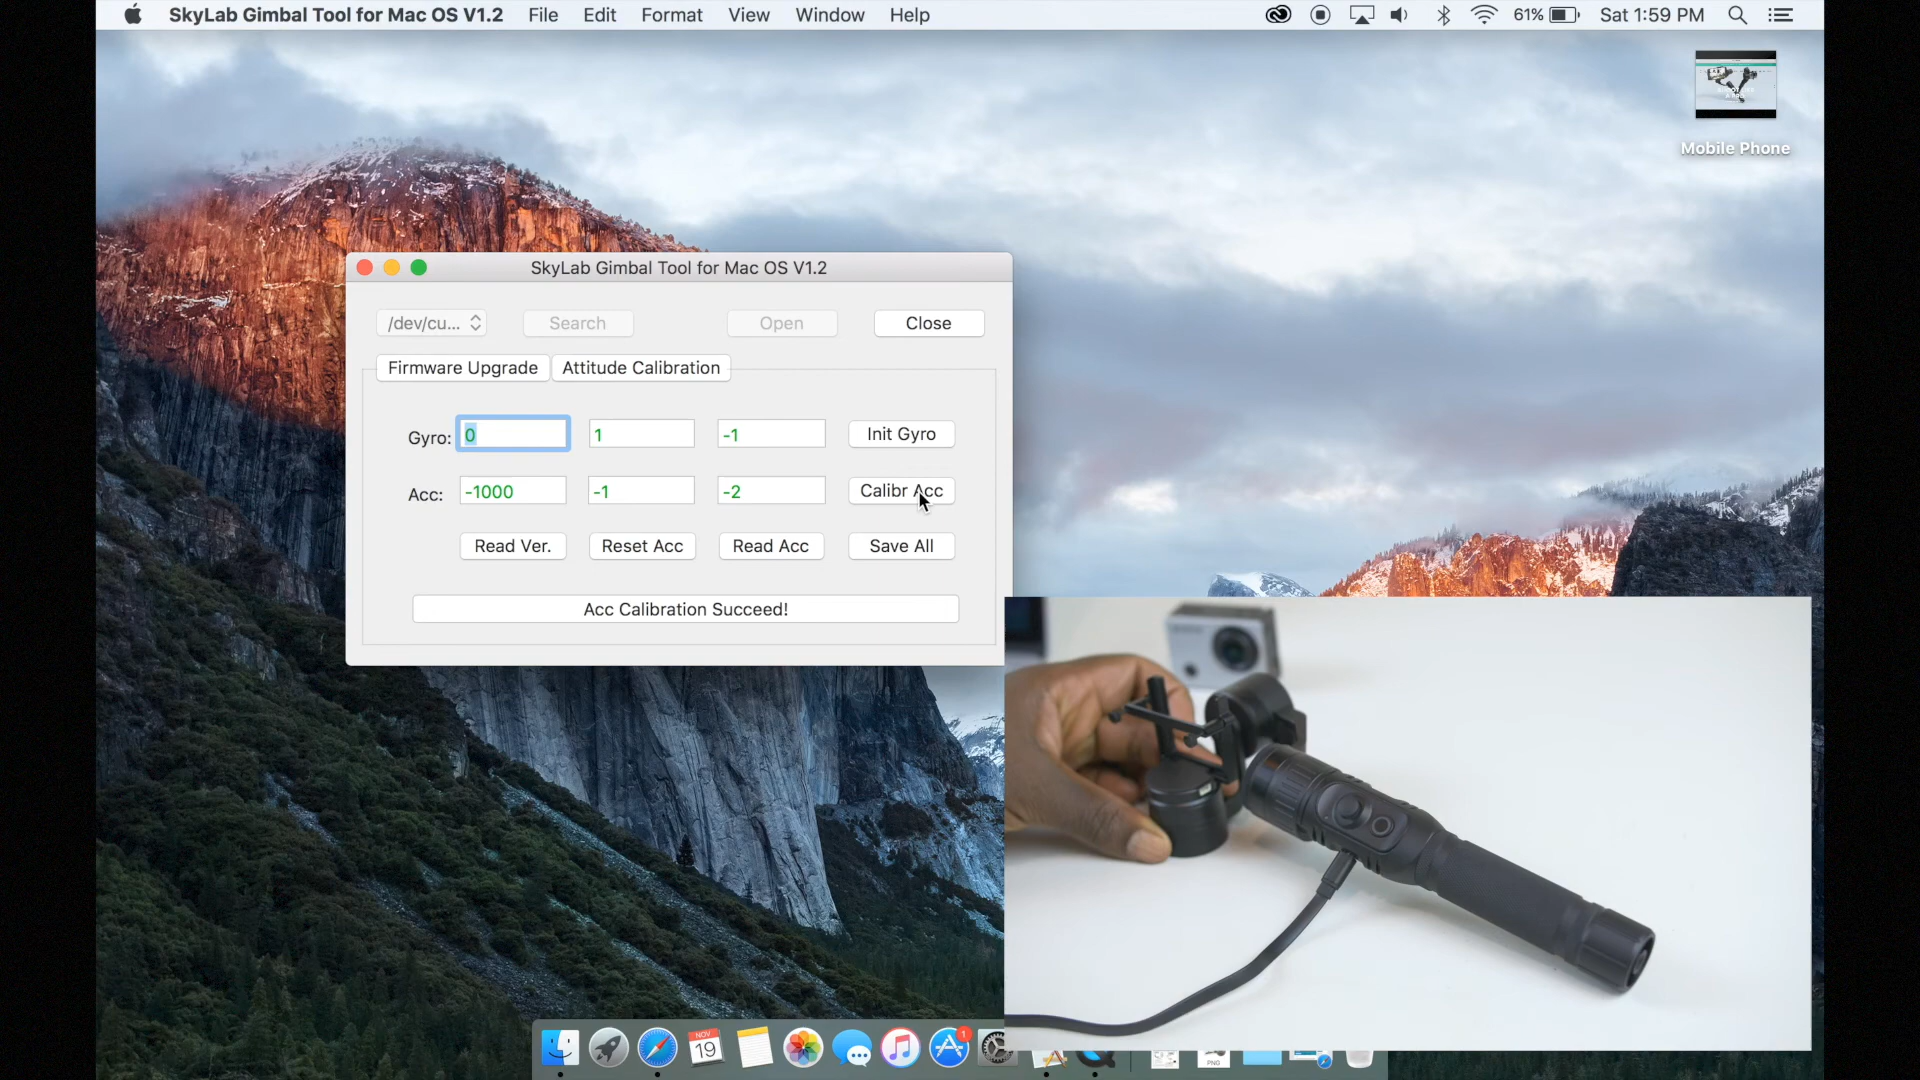 SkyLab Gimbal Tool for Mac OS V1.2 File Edit Format View Window Help 61% Sat 1:59 PM
Mobile Phone
SkyLab Gimbal Tool for Mac OS V1.2
/dev/cu... Search Open Close
Firmware Upgrade Attitude Calibration
Gyro: 0 1 -1 Init Gyro
Acc: -1000 -1 -2 Calibr Acc
Read Ver. Reset Acc Read Acc Save All
Acc Calibration Succeed!
NOV
19
1
PNG